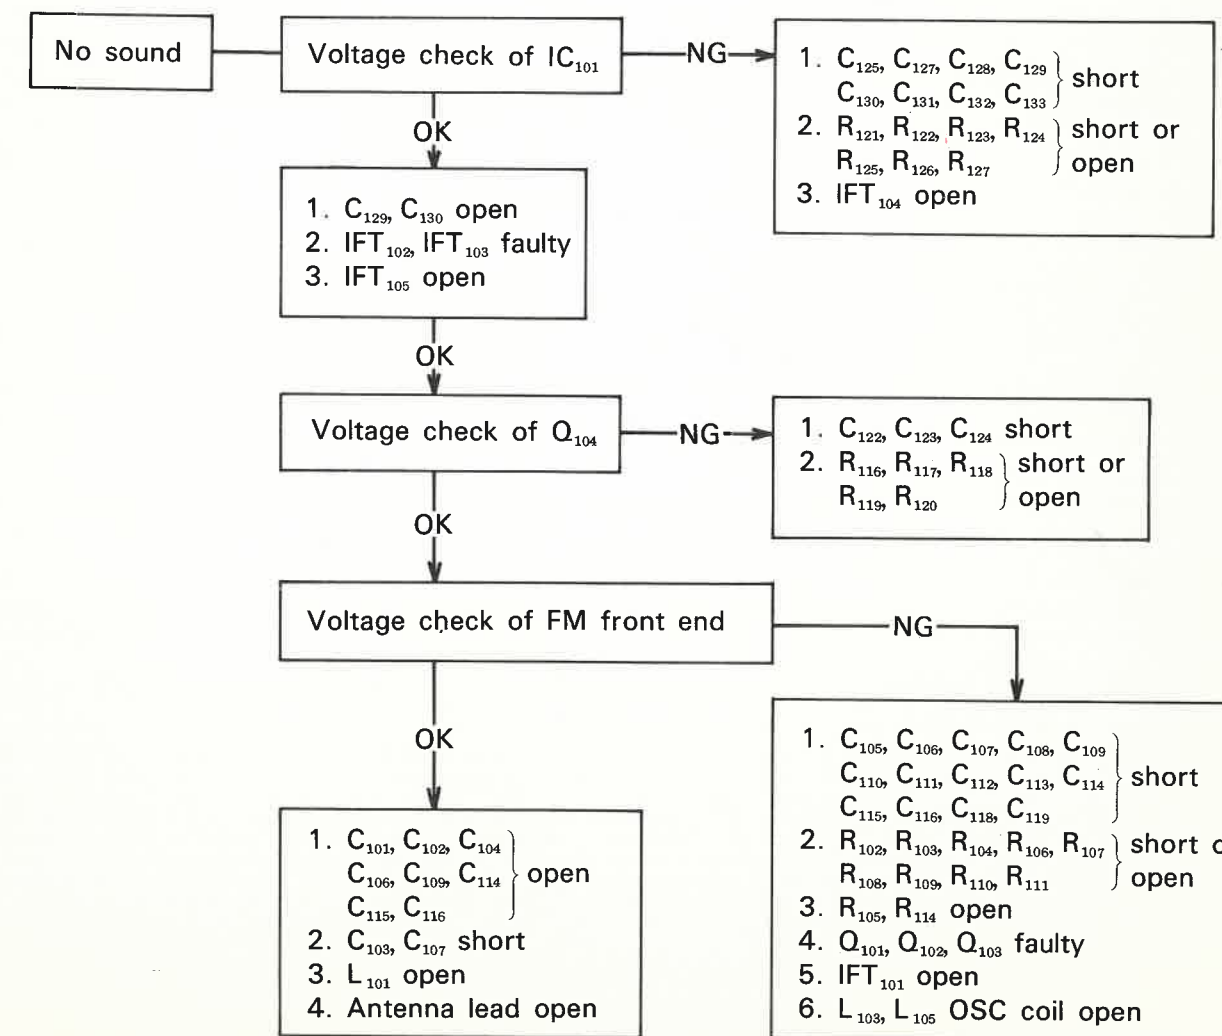 No sound
Voltage check of IC101
NG
1. C125, C127, C128, C129
C130, C131, C132, C133
short
2. R121, R122, R123, R124
R125, R126, R127
short or
open
3. IFT104 open
OK
1. C129, C130 open
2. IFT102, IFT103 faulty
3. IFT105 open
OK
Voltage check of Q104
NG
1. C122, C123, C124 short
2. R116, R117, R118
R119, R120
short or
open
OK
Voltage check of FM front end
NG
OK
1. C105, C106, C107, C108, C109
C110, C111, C112, C113, C114
C115, C116, C118, C119
short
2. R102, R103, R104, R106, R107
R108, R109, R110, R111
short o
open
3. R105, R114 open
4. Q101, Q102, Q103 faulty
5. IFT101 open
6. L103, L105 OSC coil open
1. C101, C102, C104
C106, C109, C114
C115, C116
open
2. C103, C107 short
3. L101 open
4. Antenna lead open